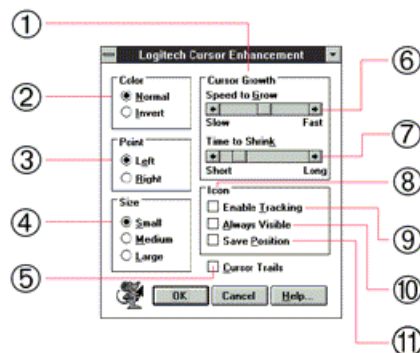 ①
Logitech Cursor Enhancement
Color
Normal
Invert
②
Point
Left
Right
③
Size
Small
Medium
Large
④
Cursor Growth
Speed to Grow
Slow Fast
⑥
Time to Shrink
Short Long
⑦
⑧
Icon
Enable Tracking
Always Visible
Save Position
⑨
⑩
⑪
⑤
Cursor Trails
OK Cancel Help...